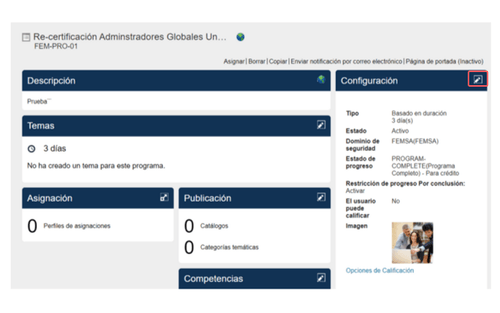 Re-certificación Adminstradores Globales Un...
FEM-PRO-01
Asignar| Borrar| Copiar| Enviar notificación por correo electrónico| Página de portada (Inactivo)
Descripción
Prueba``
Temas
3 días
No ha creado un tema para este programa.
Asignación
0 Perfiles de asignaciones
Publicación
0 Catálogos
0 Categorías temáticas
Competencias
Configuración
Tipo Basado en duración
3 día(s)
Estado Activo
Dominio de FEMSA(FEMSA)
seguridad
Estado de PROGRAM-
progreso COMPLETE(Programa
Completo) - Para crédito
Restricción de progreso Por conclusión:
Activar
El usuario No
puede
calificar
Imagen
Opciones de Calificación